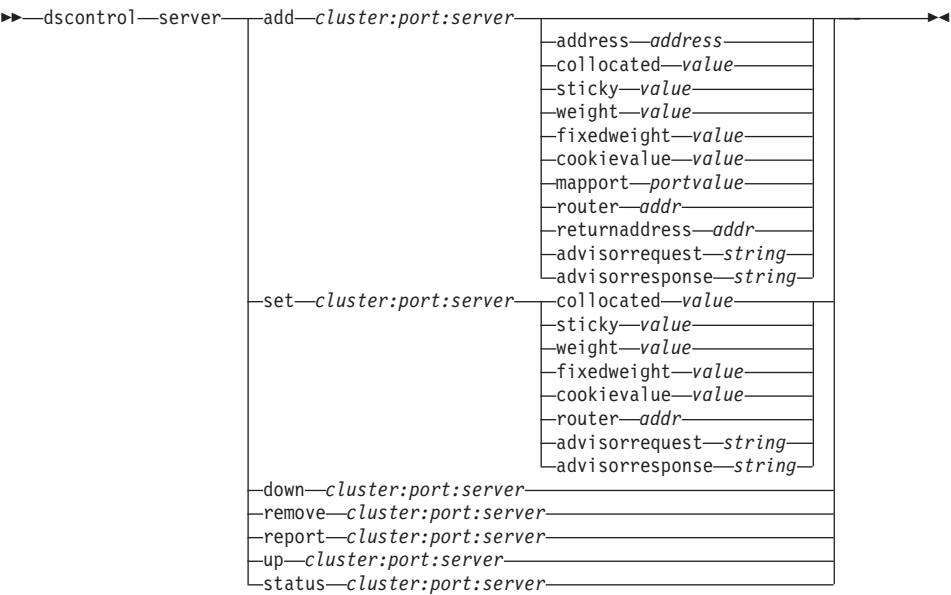 dscontrol server add cluster:port:server
address address
collocated value
sticky value
weight value
fixedweight value
cookievalue value
mapport portvalue
router addr
returnaddress addr
advisorrequest string
advisorresponse string
set cluster:port:server collocated value
sticky value
weight value
fixedweight value
cookievalue value
router addr
advisorrequest string
advisorresponse string
down cluster:port:server
remove cluster:port:server
report cluster:port:server
up cluster:port:server
status cluster:port:server